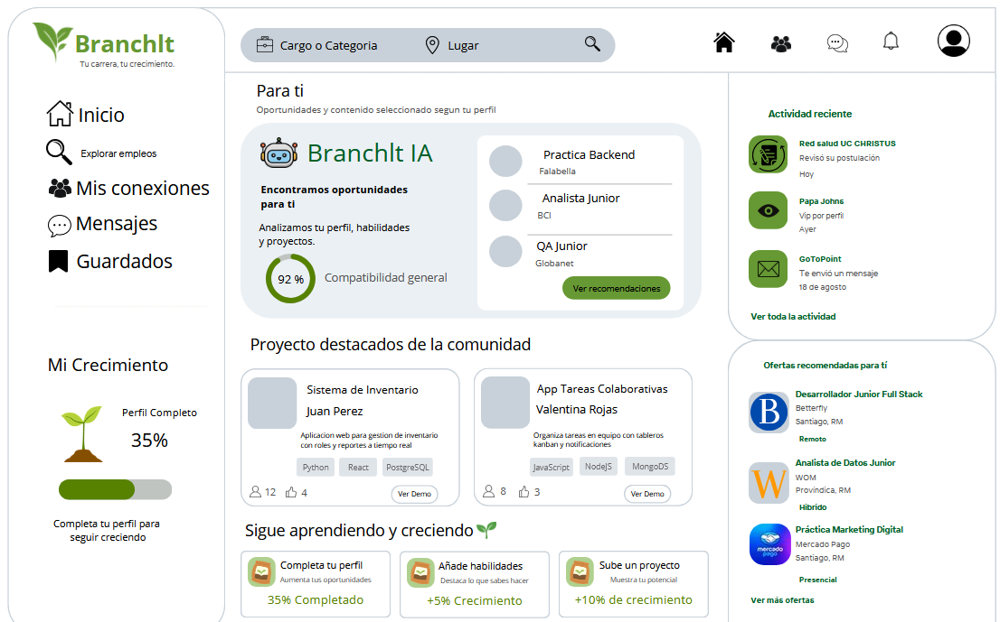 BranchIt
Tu carrera, tu crecimiento.
Inicio
Explorar empleos
Mis conexiones
Mensajes
Guardados
Mi Crecimiento
Perfil Completo
35%
Completa tu perfil para
seguir creciendo
Cargo o Categoria
Lugar
Para ti
Oportunidades y contenido seleccionado segun tu perfil
BranchIt IA
Encontramos oportunidades
para ti
Analizamos tu perfil, habilidades
y proyectos.
92 %
Compatibilidad general
Practica Backend
Falabella
Analista Junior
BCI
QA Junior
Globanet
Ver recomendaciones
Proyecto destacados de la comunidad
Sistema de Inventario
Juan Perez
Aplicacion web para gestion de inventario
con roles y reportes a tiempo real
Python
React
PostgreSQL
12
4
Ver Demo
App Tareas Colaborativas
Valentina Rojas
Organiza tareas en equipo con tableros
kanban y notificaciones
JavaScript
NodeJS
MongoDS
8
3
Ver Demo
Sigue aprendiendo y creciendo
Completa tu perfil
Aumenta tus oportunidades
35% Completado
Añade habilidades
Destaca lo que sabes hacer
+5% Crecimiento
Sube un proyecto
Muestra tu potencial
+10% de crecimiento
Actividad reciente
Red salud UC CHRISTUS
Revisó su postulación
Hoy
Papa Johns
Vip por perfil
Ayer
GoToPoint
Te envió un mensaje
18 de agosto
Ver toda la actividad
Ofertas recomendadas para tí
B
Desarrollador Junior Full Stack
Betterfly
Santiago, RM
Remoto
W
Analista de Datos Junior
WOM
Províndica, RM
Híbrido
mercado
pago
Práctica Marketing Digital
Mercado Pago
Santiago, RM
Presencial
Ver más ofertas